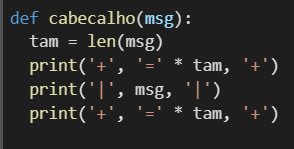 def cabecalho(msg):
  tam = len(msg)
  print('+', '=' * tam, '+')
  print('|', msg, '|')
  print('+', '=' * tam, '+')